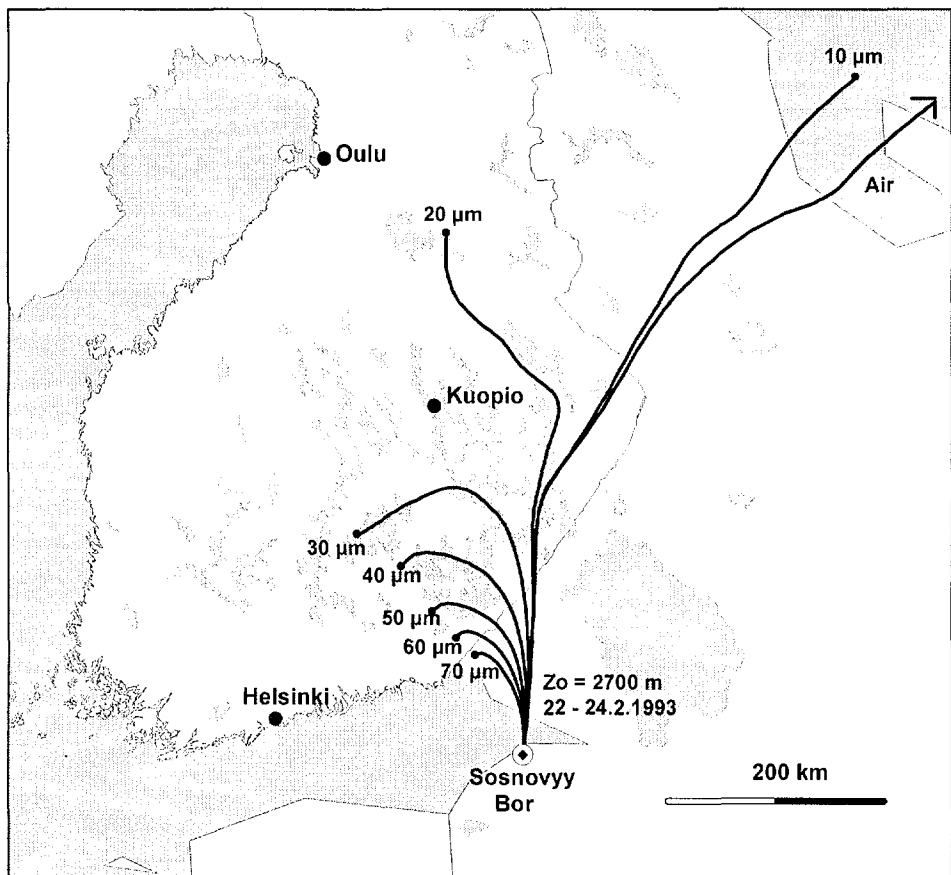 10 µm
Oulu
Air
20 µm
Kuopio
30 µm
40 µm
50 µm
60 µm
70 µm
Zo = 2700 m
22 - 24.2.1993
Helsinki
Sosnovyy
Bor
200 km